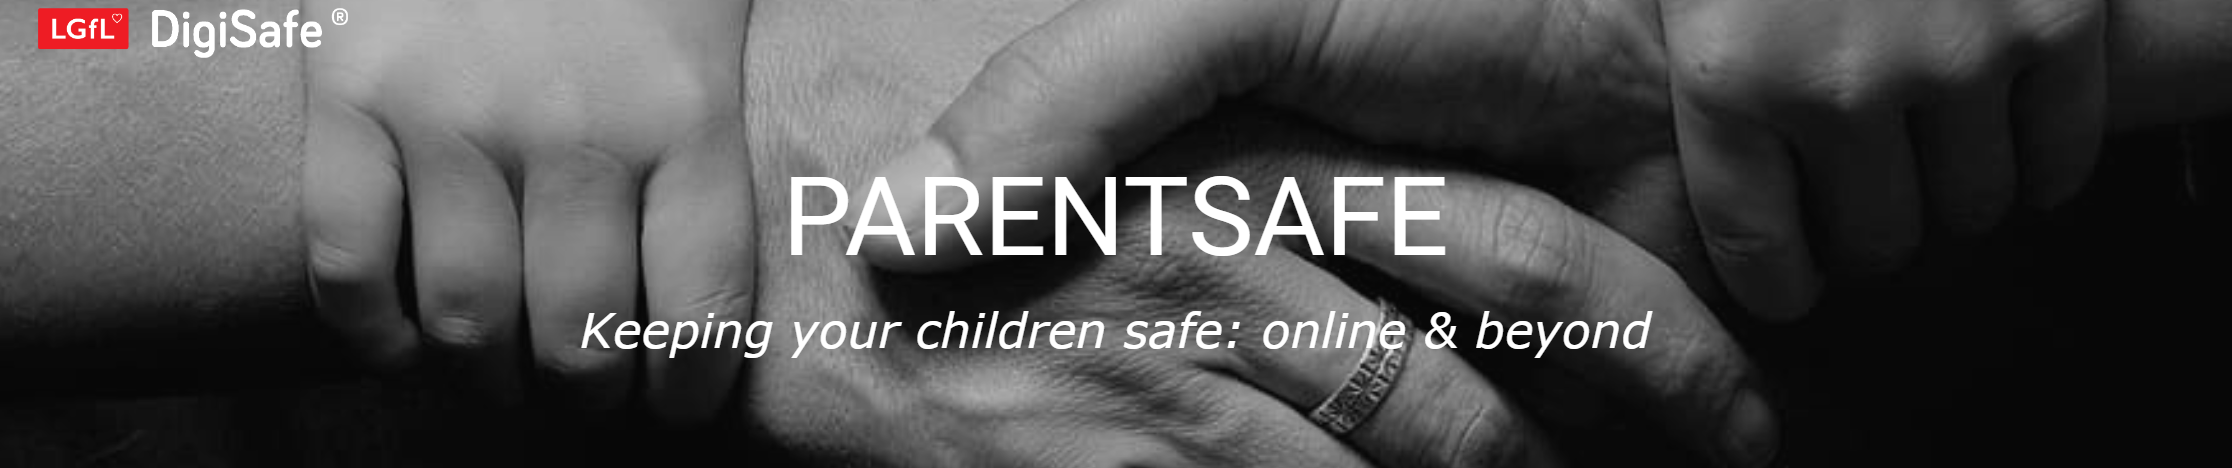 LGfL DigiSafe®
PARENTSAFE
Keeping your children safe: online & beyond